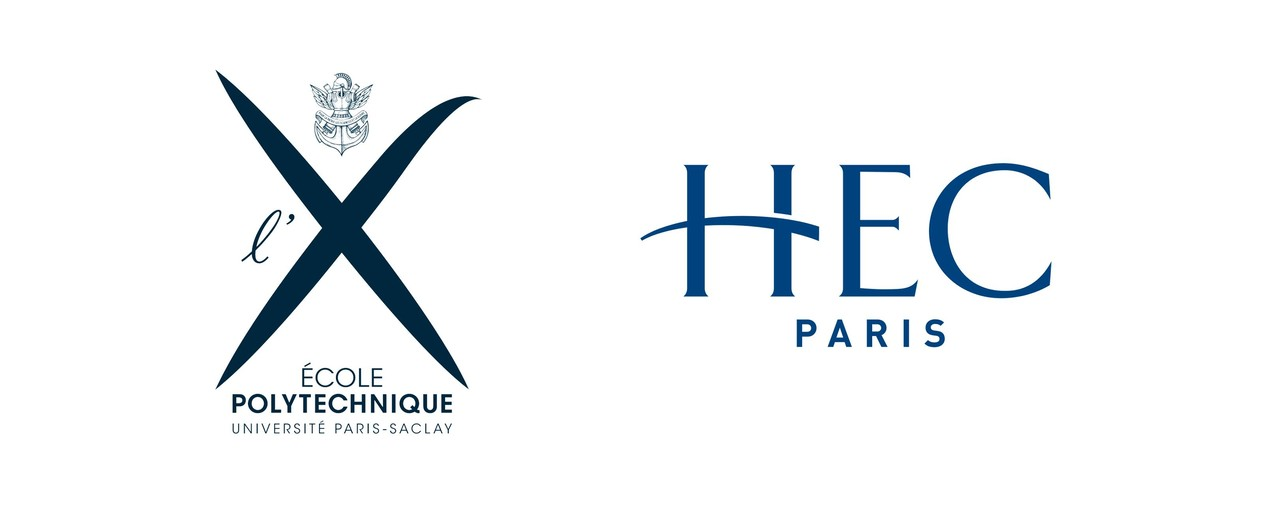 l'X
ÉCOLE
POLYTECHNIQUE
UNIVERSITÉ PARIS-SACLAY
HEC
PARIS